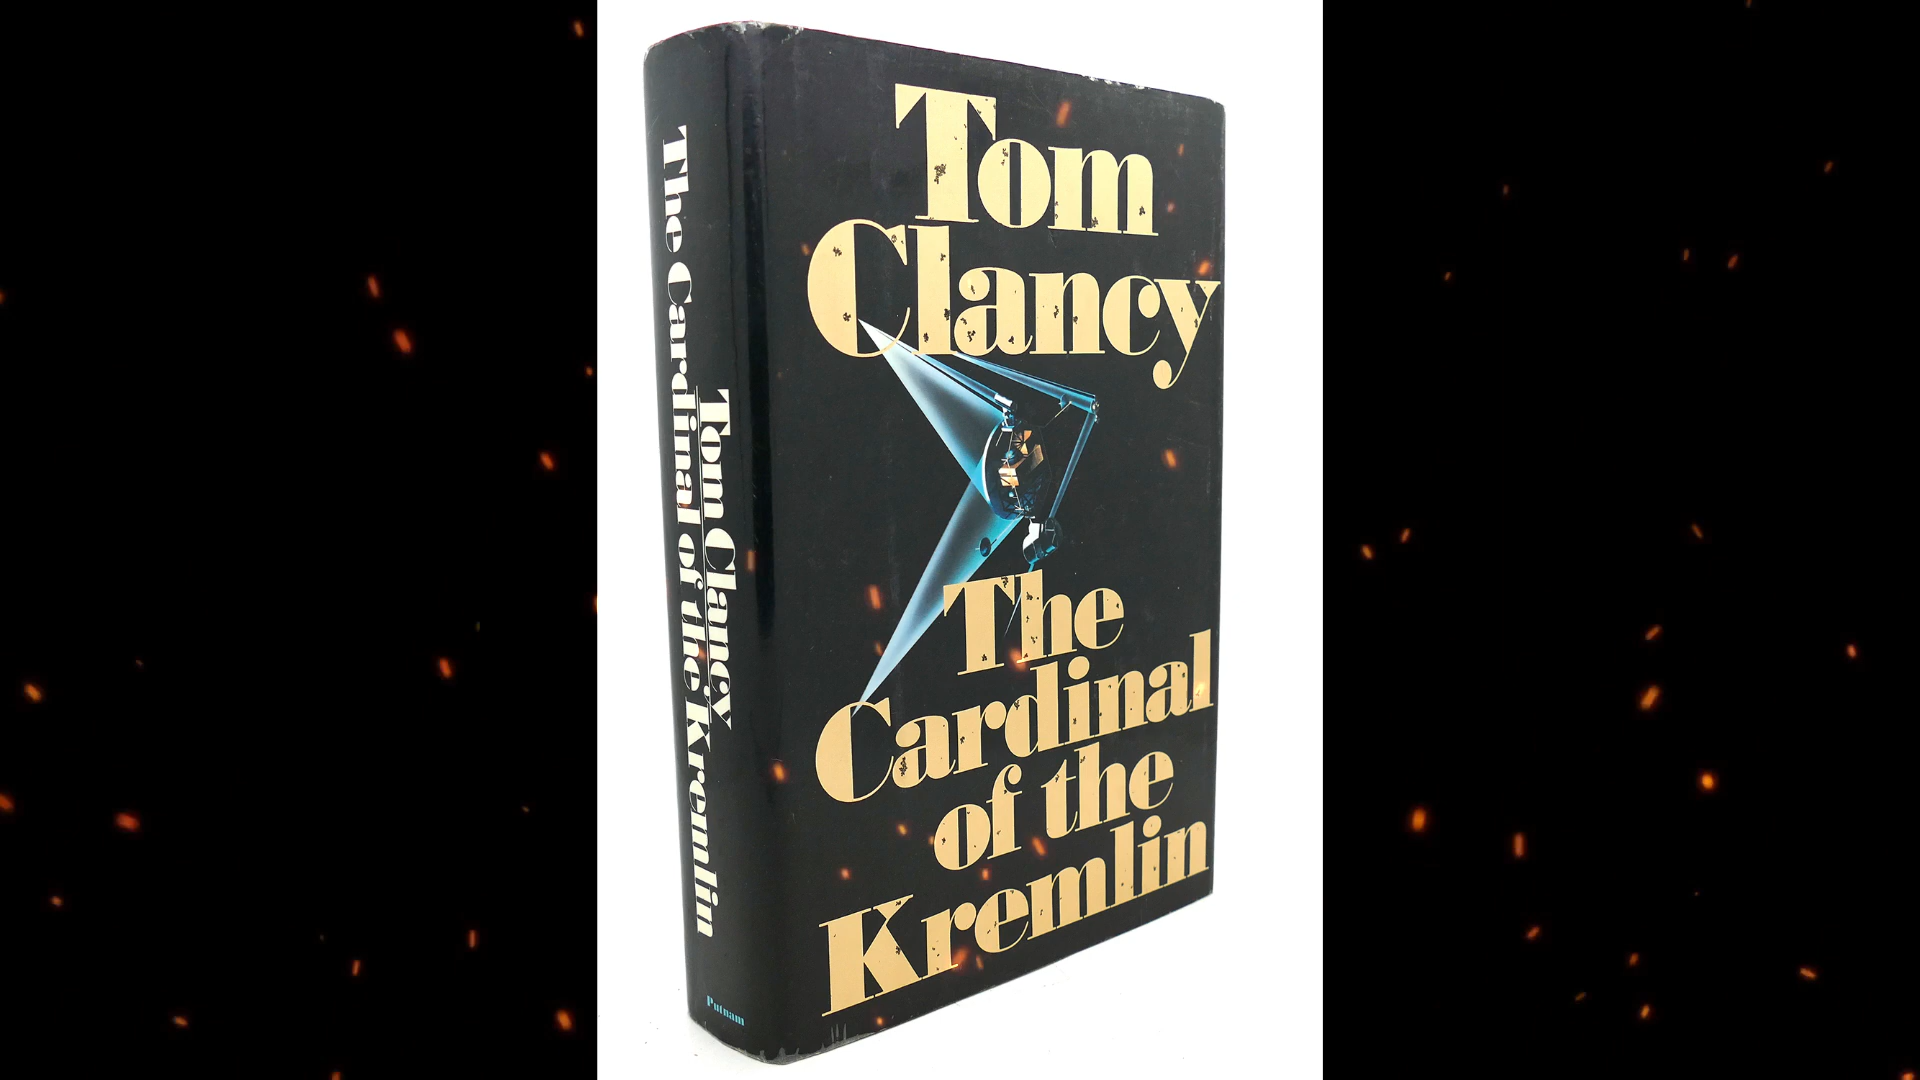 The Cardinal of the Kremlin
Tom Clancy
Putnam
Tom
Clancy
The
Cardinal
of the
Kremlin